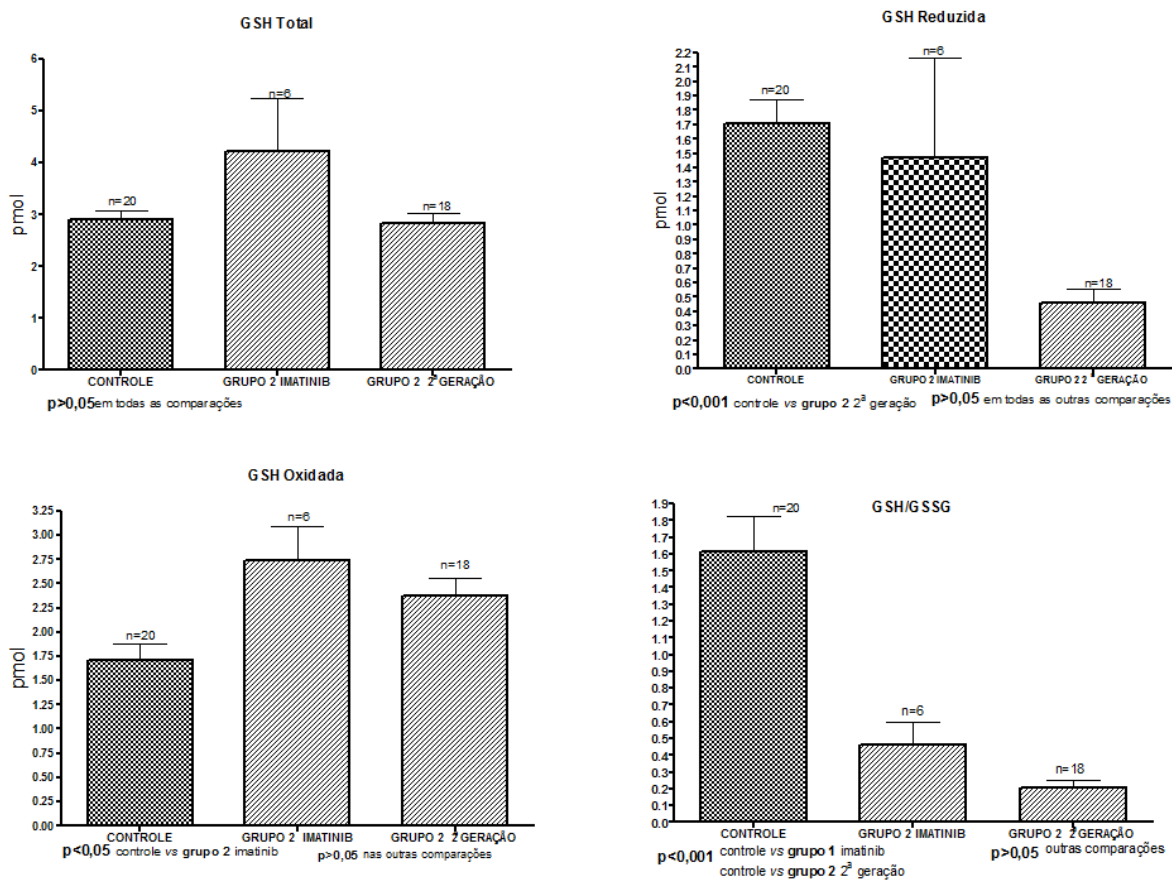 GSH Total
6
5
4
3
2
1
0
pmol
n=20
n=6
n=18
CONTROLE
GRUPO 2 IMATINIB
GRUPO 2 2ªGERAÇÃO
p>0,05 em todas as comparações
GSH Reduzida
2.2
2.1
2.0
1.9
1.8
1.7
1.6
1.5
1.4
1.3
1.2
1.1
1.0
0.9
0.8
0.7
0.6
0.5
0.4
0.3
0.2
0.1
0.0
pmol
n=20
n=6
n=18
CONTROLE
GRUPO 2 IMATINIB
GRUPO 2 2ª GERAÇÃO
p<0,001 controle vs grupo 2 2ª geração
p>0,05 em todas as outras comparações
GSH Oxidada
3.25
3.00
2.75
2.50
2.25
2.00
1.75
1.50
1.25
1.00
0.75
0.50
0.25
0.00
pmol
n=20
n=6
n=18
CONTROLE
GRUPO 2 IMATINIB
GRUPO 2 2ªGERAÇÃO
p<0,05 controle vs grupo 2 imatinib
p>0,05 nas outras comparações
GSH/GSSG
1.9
1.8
1.7
1.6
1.5
1.4
1.3
1.2
1.1
1.0
0.9
0.8
0.7
0.6
0.5
0.4
0.3
0.2
0.1
0.0
n=20
n=6
n=18
CONTROLE
GRUPO 2 IMATINIB
GRUPO 2 2ªGERAÇÃO
p<0,001 controle vs grupo 1 imatinib
controle vs grupo 2 2ª geração
p>0,05 outras comparações